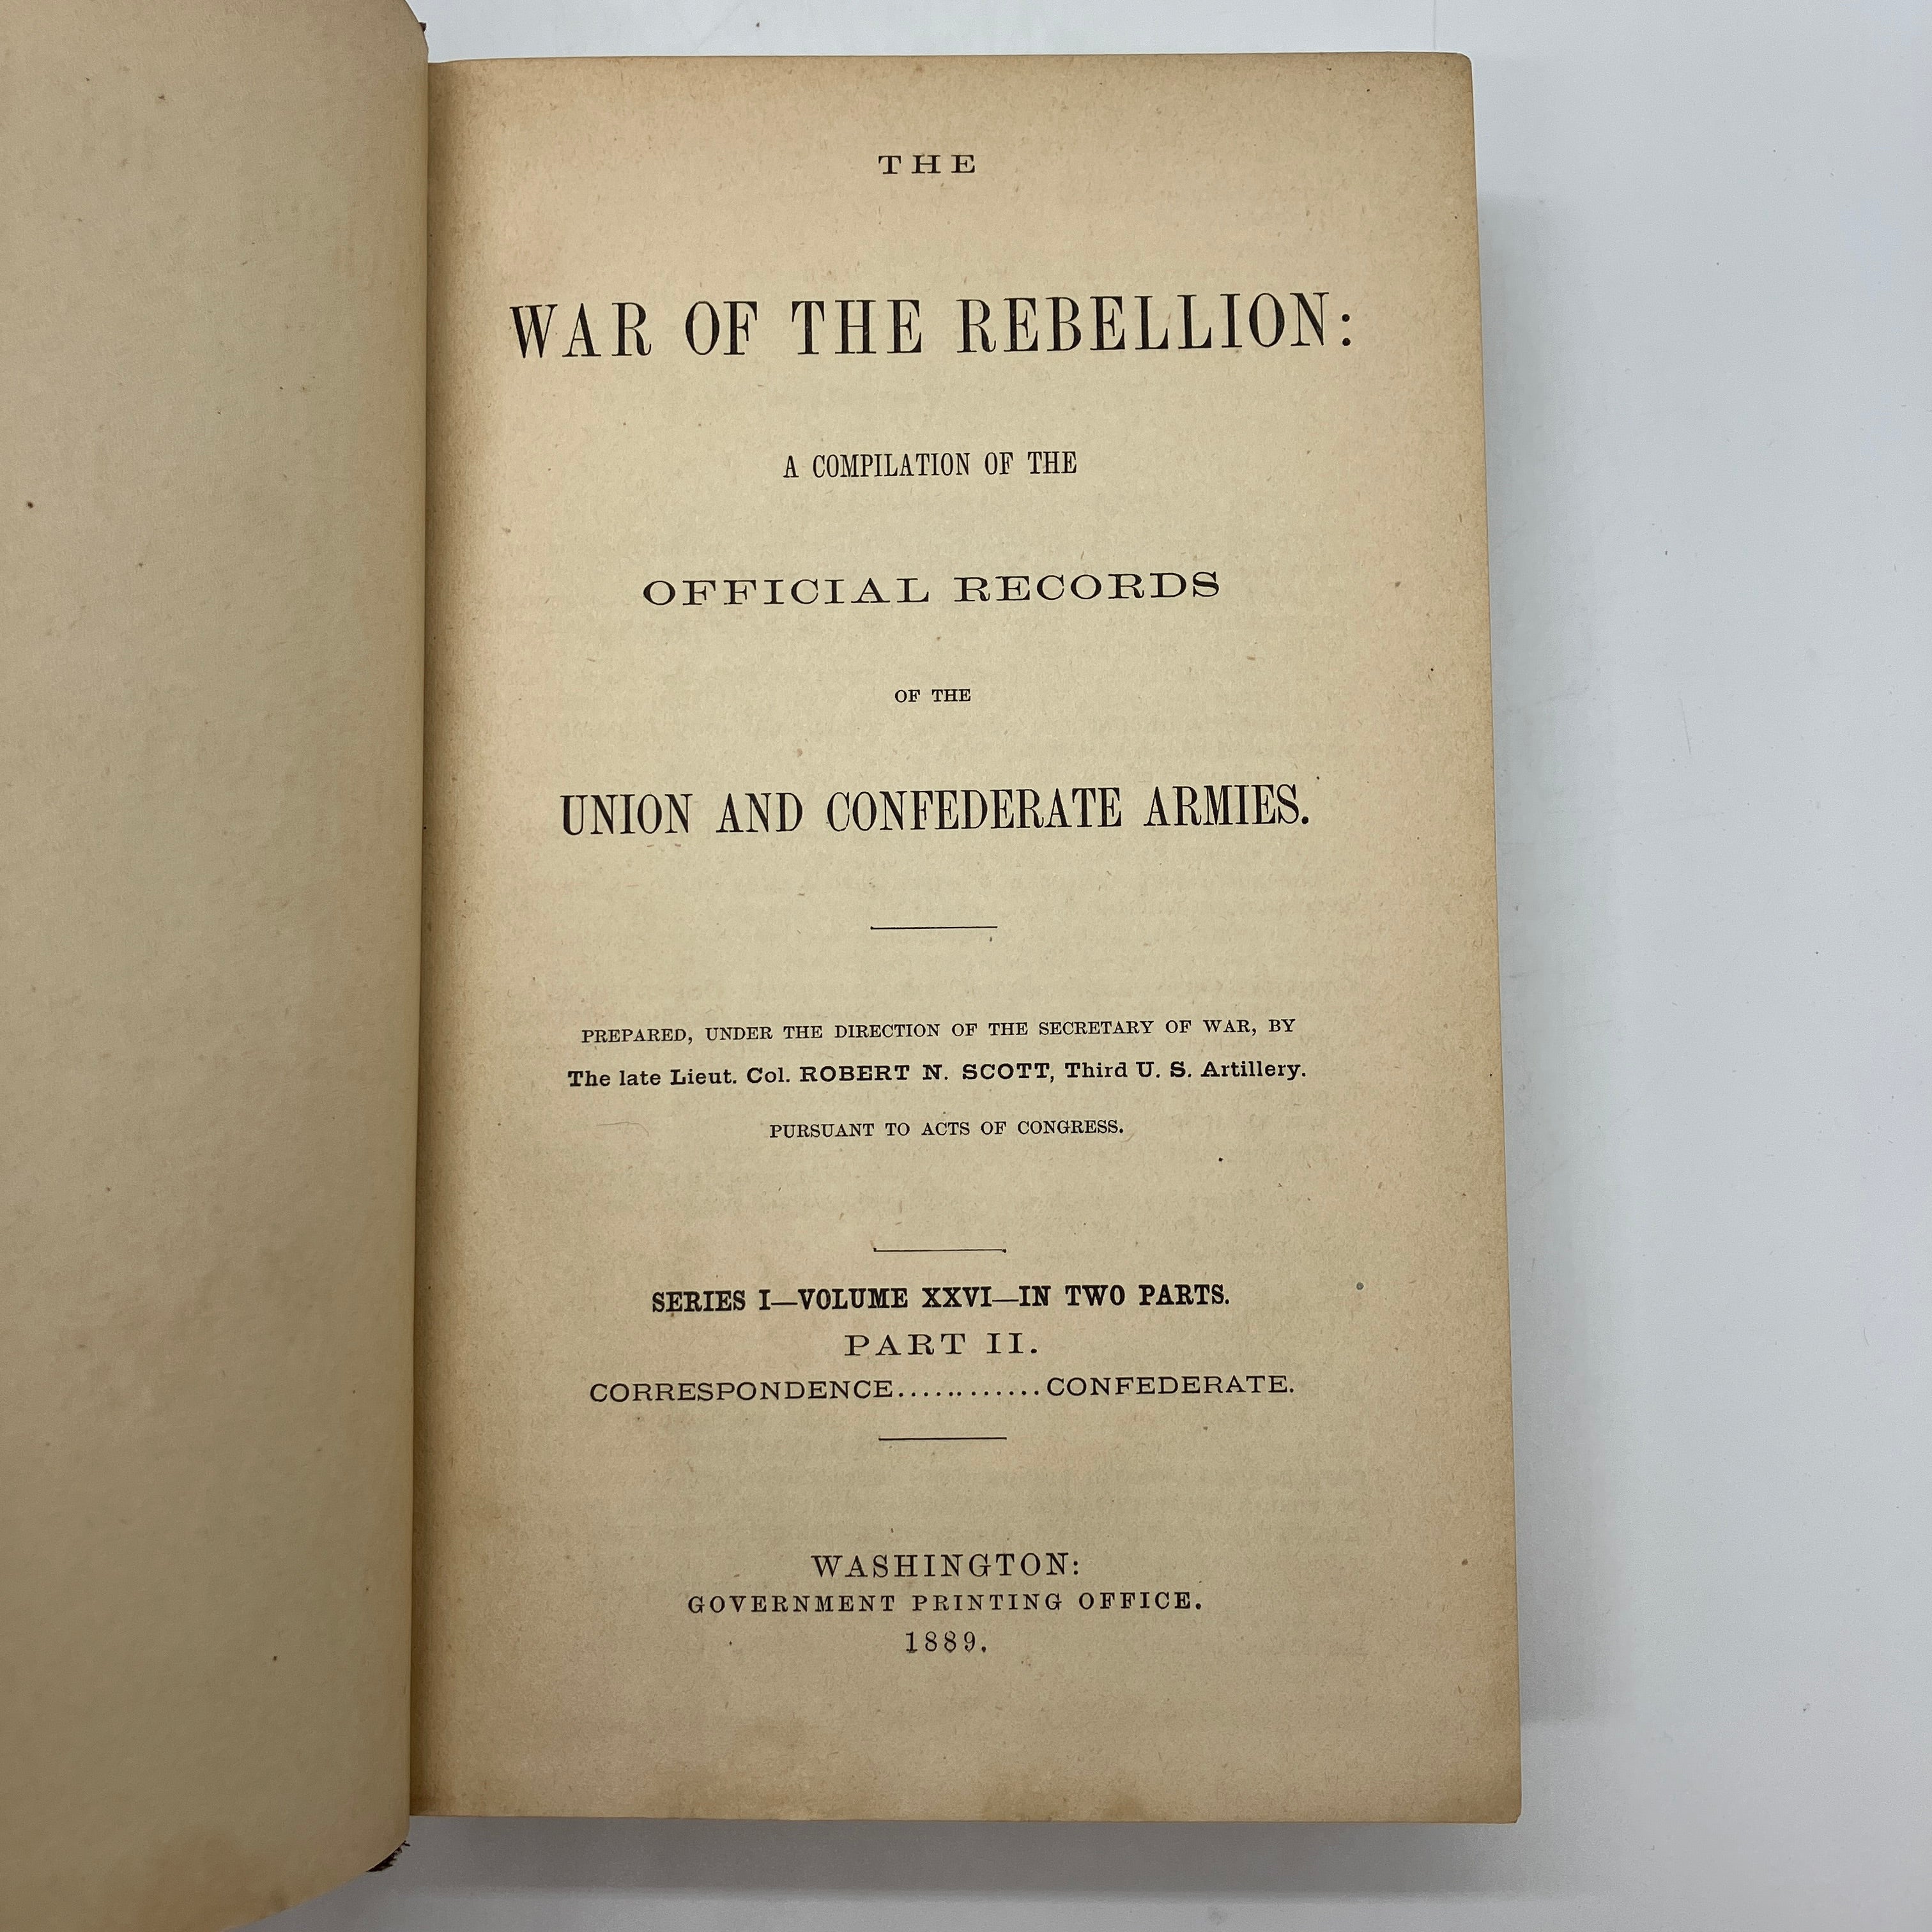 THE
WAR OF THE REBELLION:
A COMPILATION OF THE
OFFICIAL RECORDS
OF THE
UNION AND CONFEDERATE ARMIES.
PREPARED, UNDER THE DIRECTION OF THE SECRETARY OF WAR, BY
The late Lieut. Col. ROBERT N. SCOTT, Third U. S. Artillery.
PURSUANT TO ACTS OF CONGRESS.
SERIES I—VOLUME XXVI—IN TWO PARTS.
PART II.
CORRESPONDENCE............CONFEDERATE.
WASHINGTON:
GOVERNMENT PRINTING OFFICE.
1889.